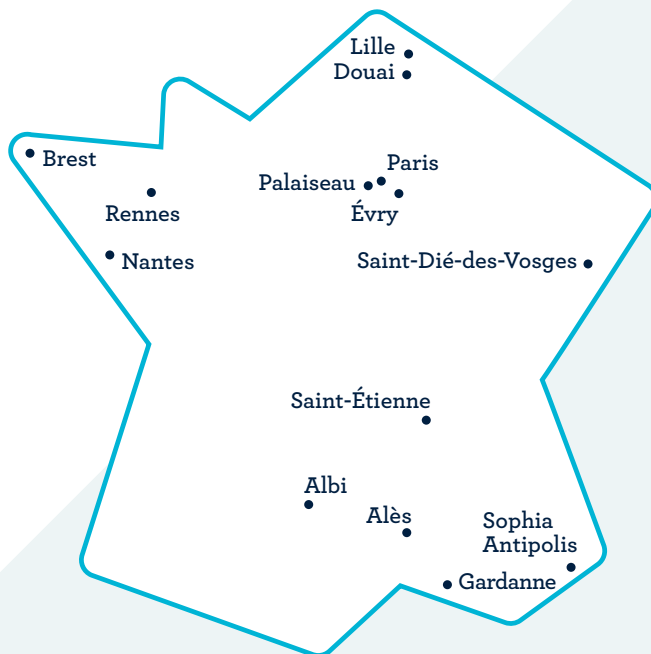 Lille
Douai
Paris
Brest
Palaiseau
Rennes
Évry
Nantes
Saint-Dié-des-Vosges
Saint-Étienne
Albi
Alès
Sophia
Antipolis
Gardanne